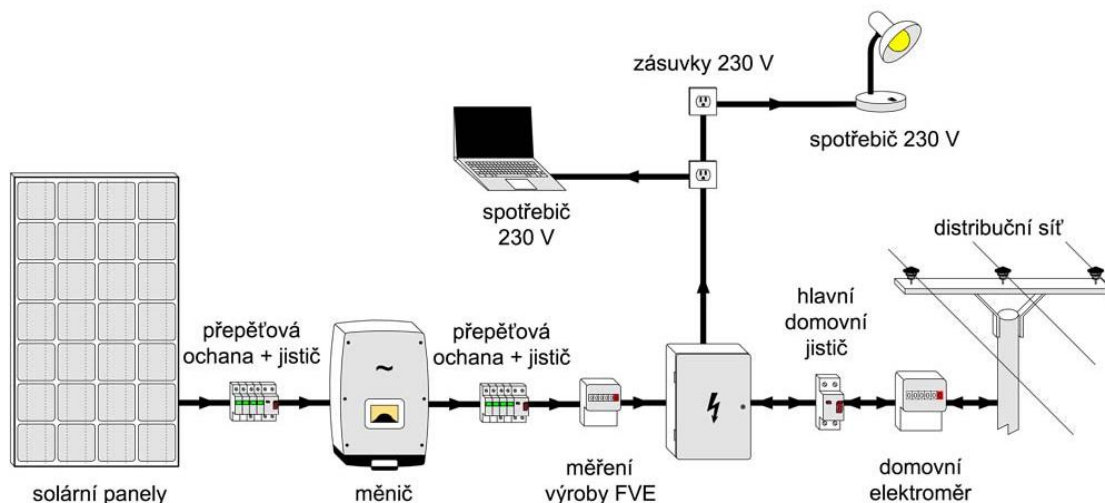 zásuvky 230 V
spotřebič 230 V
spotřebič
230 V
distribuční síť
hlavní
domovní
jistič
přepěťová
ochana + jistič
přepěťová
ochana + jistič
solární panely
měnič
měření
výroby FVE
domovní
elektroměr